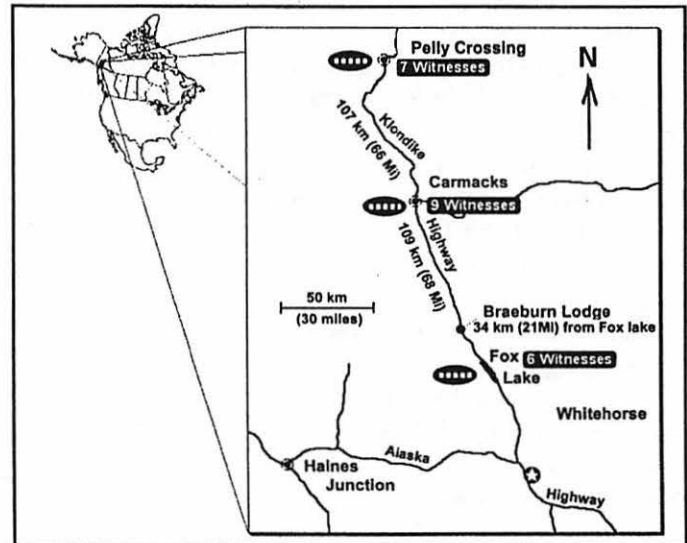 Pelly Crossing
7 Witnesses
N
107 km (66 Mi)
Klondike
Carmacks
9 Witnesses
109 km (68 Mi)
Highway
50 km
(30 miles)
Braeburn Lodge
34 km (21MI) from Fox lake
Fox
6 Witnesses
Lake
Whitehorse
Alaska
Haines
Junction
Highway